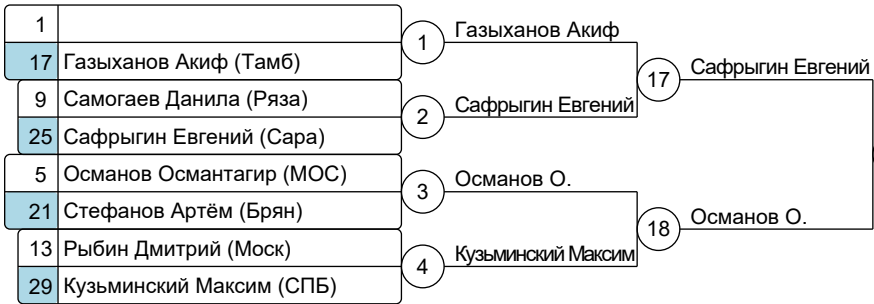 1
17 Газыханов Акиф (Тамб)
9 Самогаев Данила (Ряза)
25 Сафрыгин Евгений (Сара)
5 Османов Османтагир (МОС)
21 Стефанов Артём (Брян)
13 Рыбин Дмитрий (Моск)
29 Кузьминский Максим (СПБ)
1 Газыханов Акиф
2 Сафрыгин Евгений
3 Османов О.
4 Кузьминский Максим
17 Сафрыгин Евгений
18 Османов О.